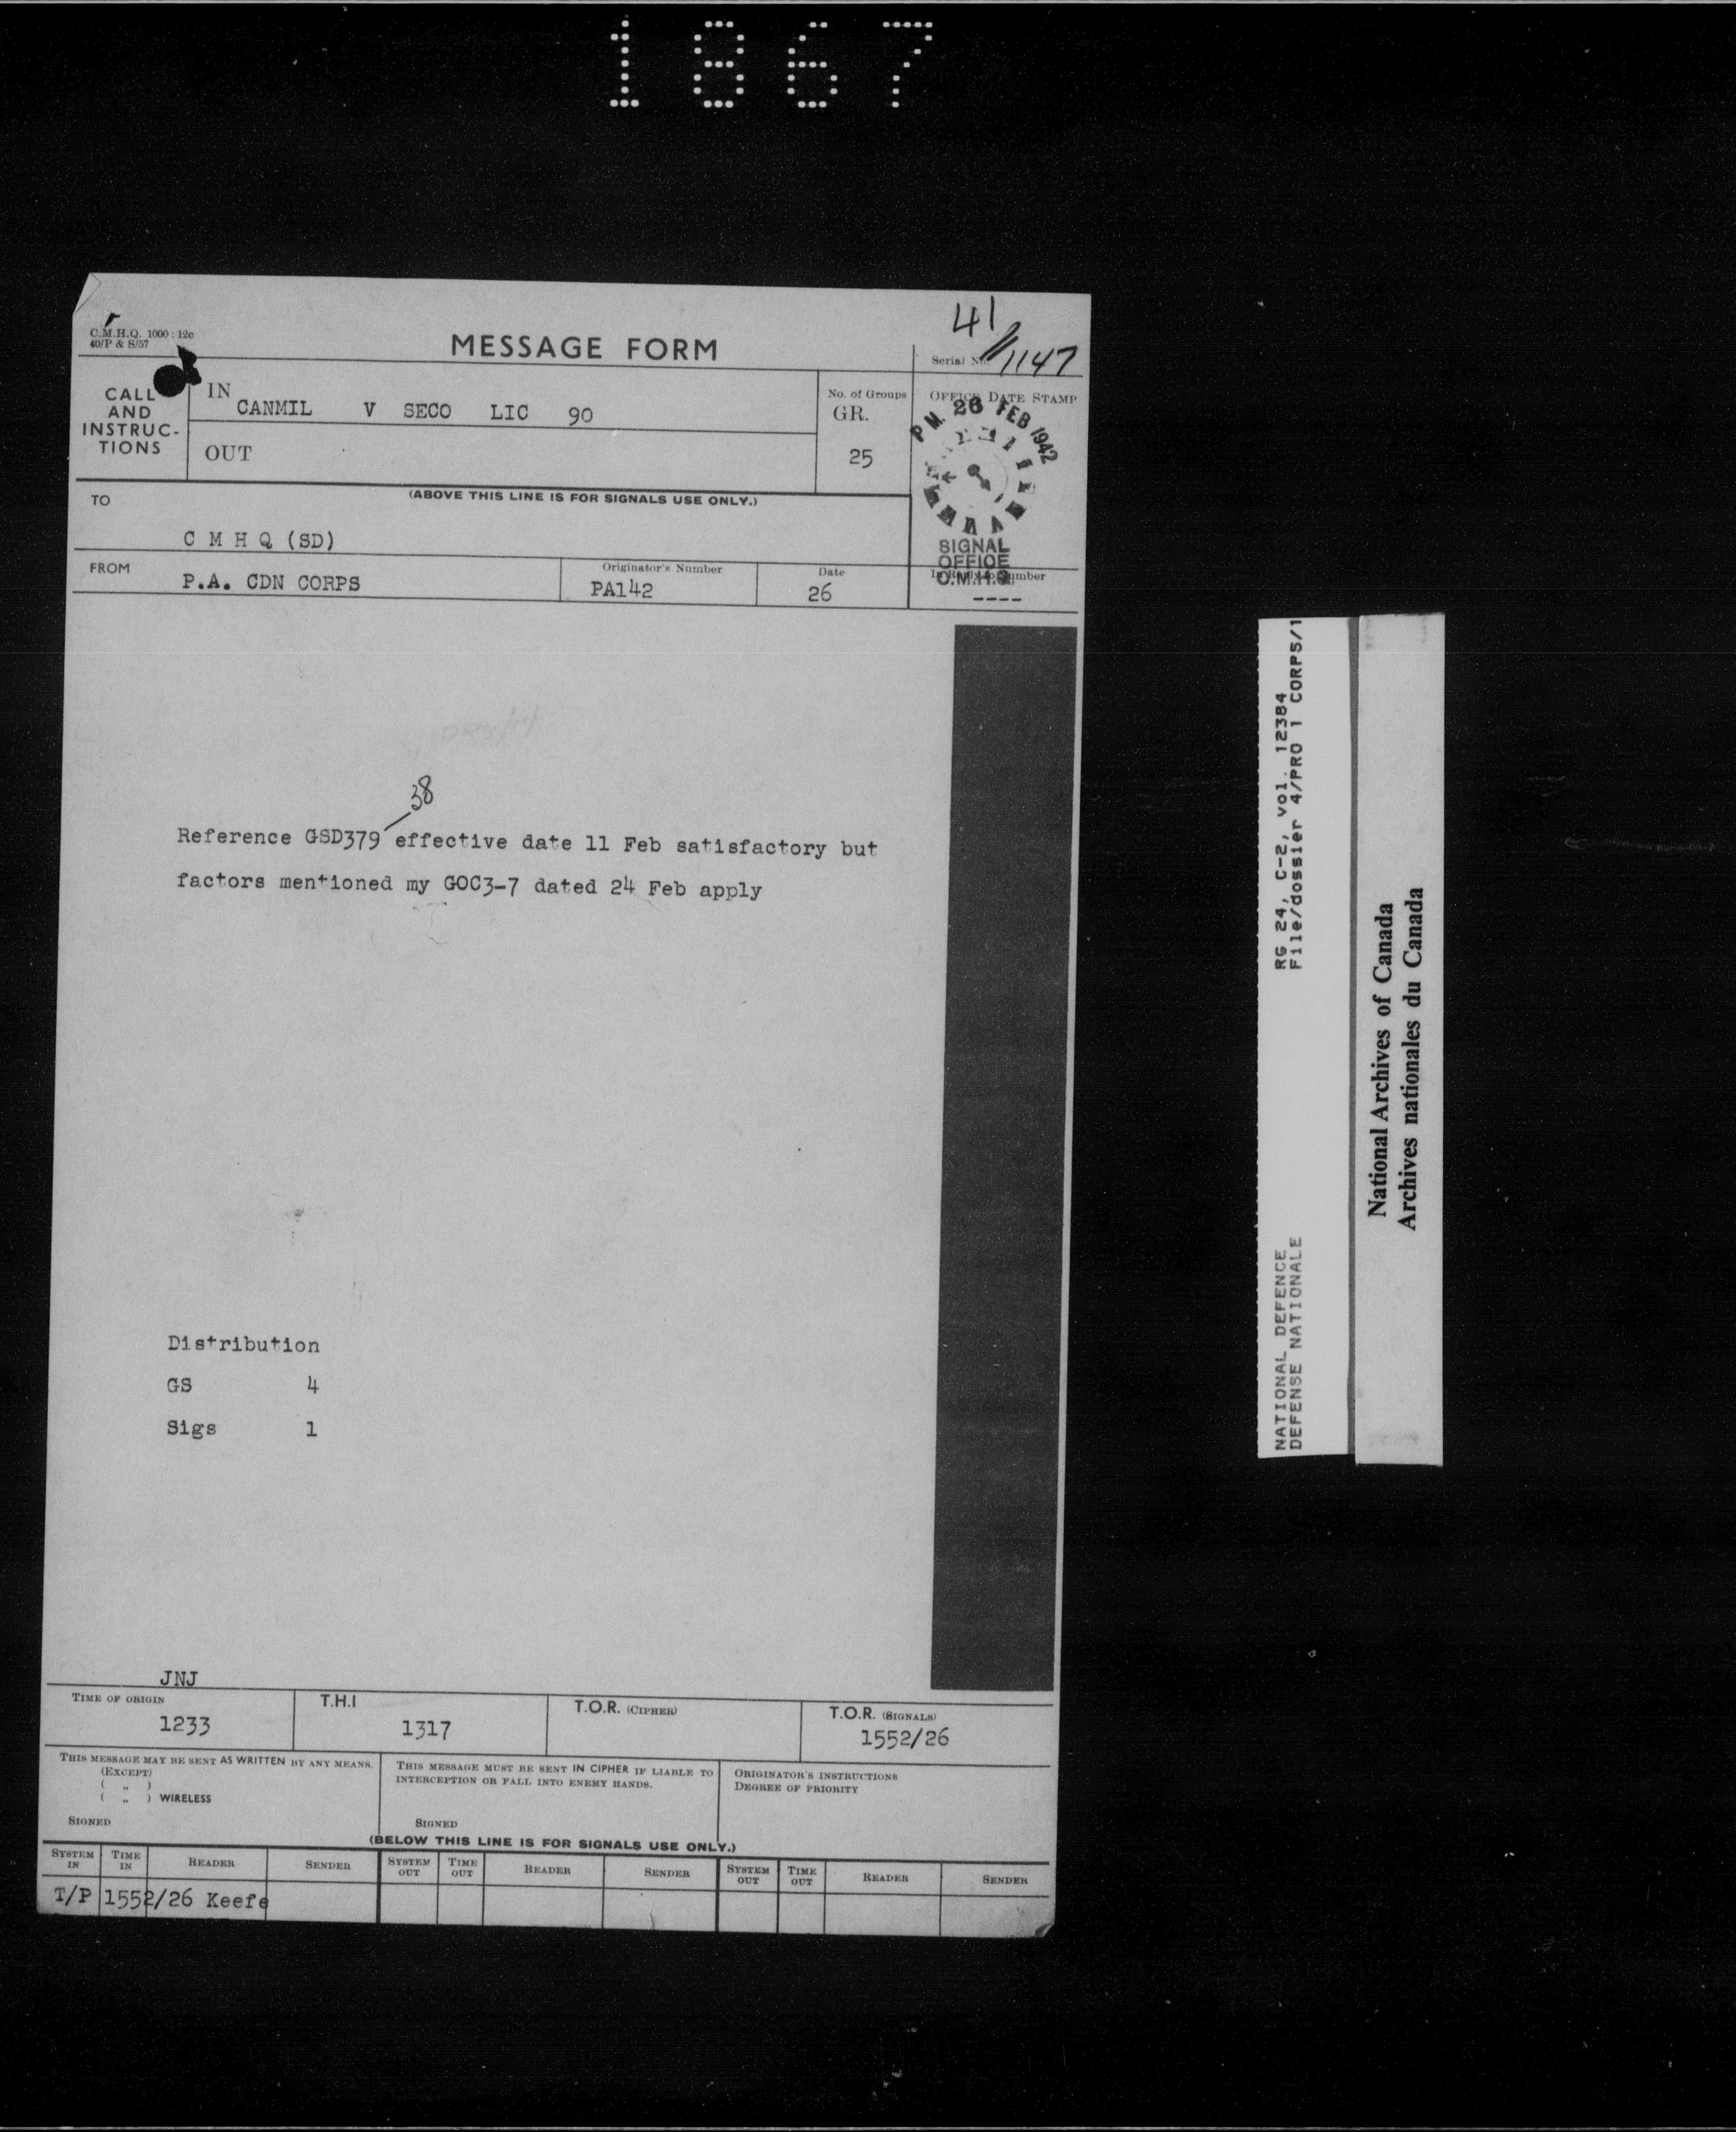 1867
C.M.H.Q. 1000 : 12c
40/P & S/57
MESSAGE FORM
41
Serial No. 1147
CALL
AND
INSTRUC-
TIONS
IN
CANMIL V SECO LIC 90
OUT
No. of Groups
GR.
25
OFFICE DATE STAMP
P M. 26 FEB 1942
SIGNAL
OFFICE
C.M.H.Q.
(ABOVE THIS LINE IS FOR SIGNALS USE ONLY.)
TO
C M H Q (SD)
FROM
P.A. CDN CORPS
Originator's Number
PA142
Date
26
In Reply to Number
----
38
Reference GSD379 effective date 11 Feb satisfactory but
factors mentioned my GOC3-7 dated 24 Feb apply
Distribution
GS 4
Sigs 1
JNJ
TIME OF ORIGIN
1233
T.H.I
1317
T.O.R. (CIPHER)
T.O.R. (SIGNALS)
1552/26
THIS MESSAGE MAY BE SENT AS WRITTEN BY ANY MEANS.
(EXCEPT)
( „ )
( „ ) WIRELESS
SIGNED
THIS MESSAGE MUST BE SENT IN CIPHER IF LIABLE TO
INTERCEPTION OR FALL INTO ENEMY HANDS.
SIGNED
ORIGINATOR'S INSTRUCTIONS
DEGREE OF PRIORITY
(BELOW THIS LINE IS FOR SIGNALS USE ONLY.)
SYSTEM IN TIME IN READER SENDER SYSTEM OUT TIME OUT READER SENDER SYSTEM OUT TIME OUT READER SENDER
T/P 1552/26 Keefe
NATIONAL DEFENCE RG 24, C-2, vol. 12384
DEFENSE NATIONALE File/dossier 4/PRO 1 CORPS/1
National Archives of Canada
Archives nationales du Canada